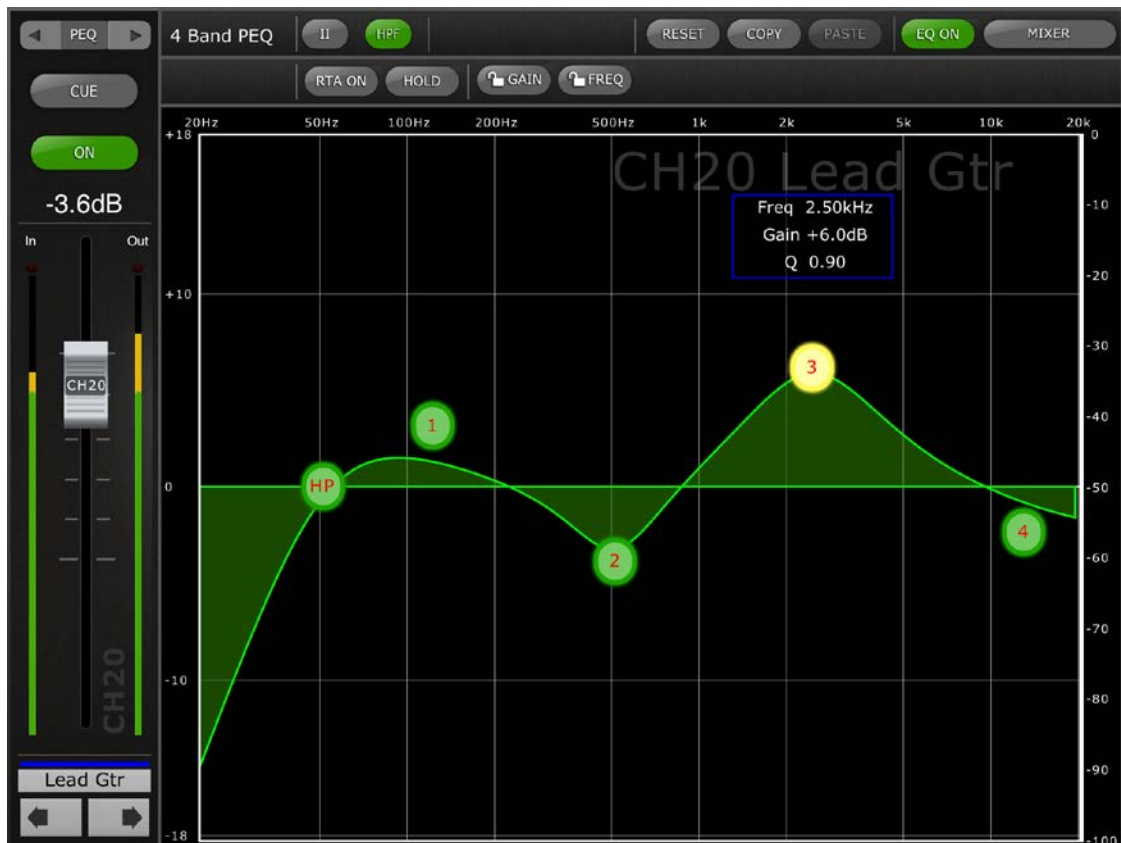 PEQ 4 Band PEQ II HPF RESET COPY PASTE EQ ON MIXER
CUE RTA ON HOLD GAIN FREQ
20Hz 50Hz 100Hz 200Hz 500Hz 1k 2k 5k 10k 20k
+18 0
ON
CH20 Lead Gtr
-3.6dB
Freq 2.50kHz
Gain +6.0dB
Q 0.90
In Out
-10
-20
+10
-30
3
CH20
1
-40
0 HP -50
2 4
-60
-70
-10
-80
CH20
-90
Lead Gtr
-18 -100